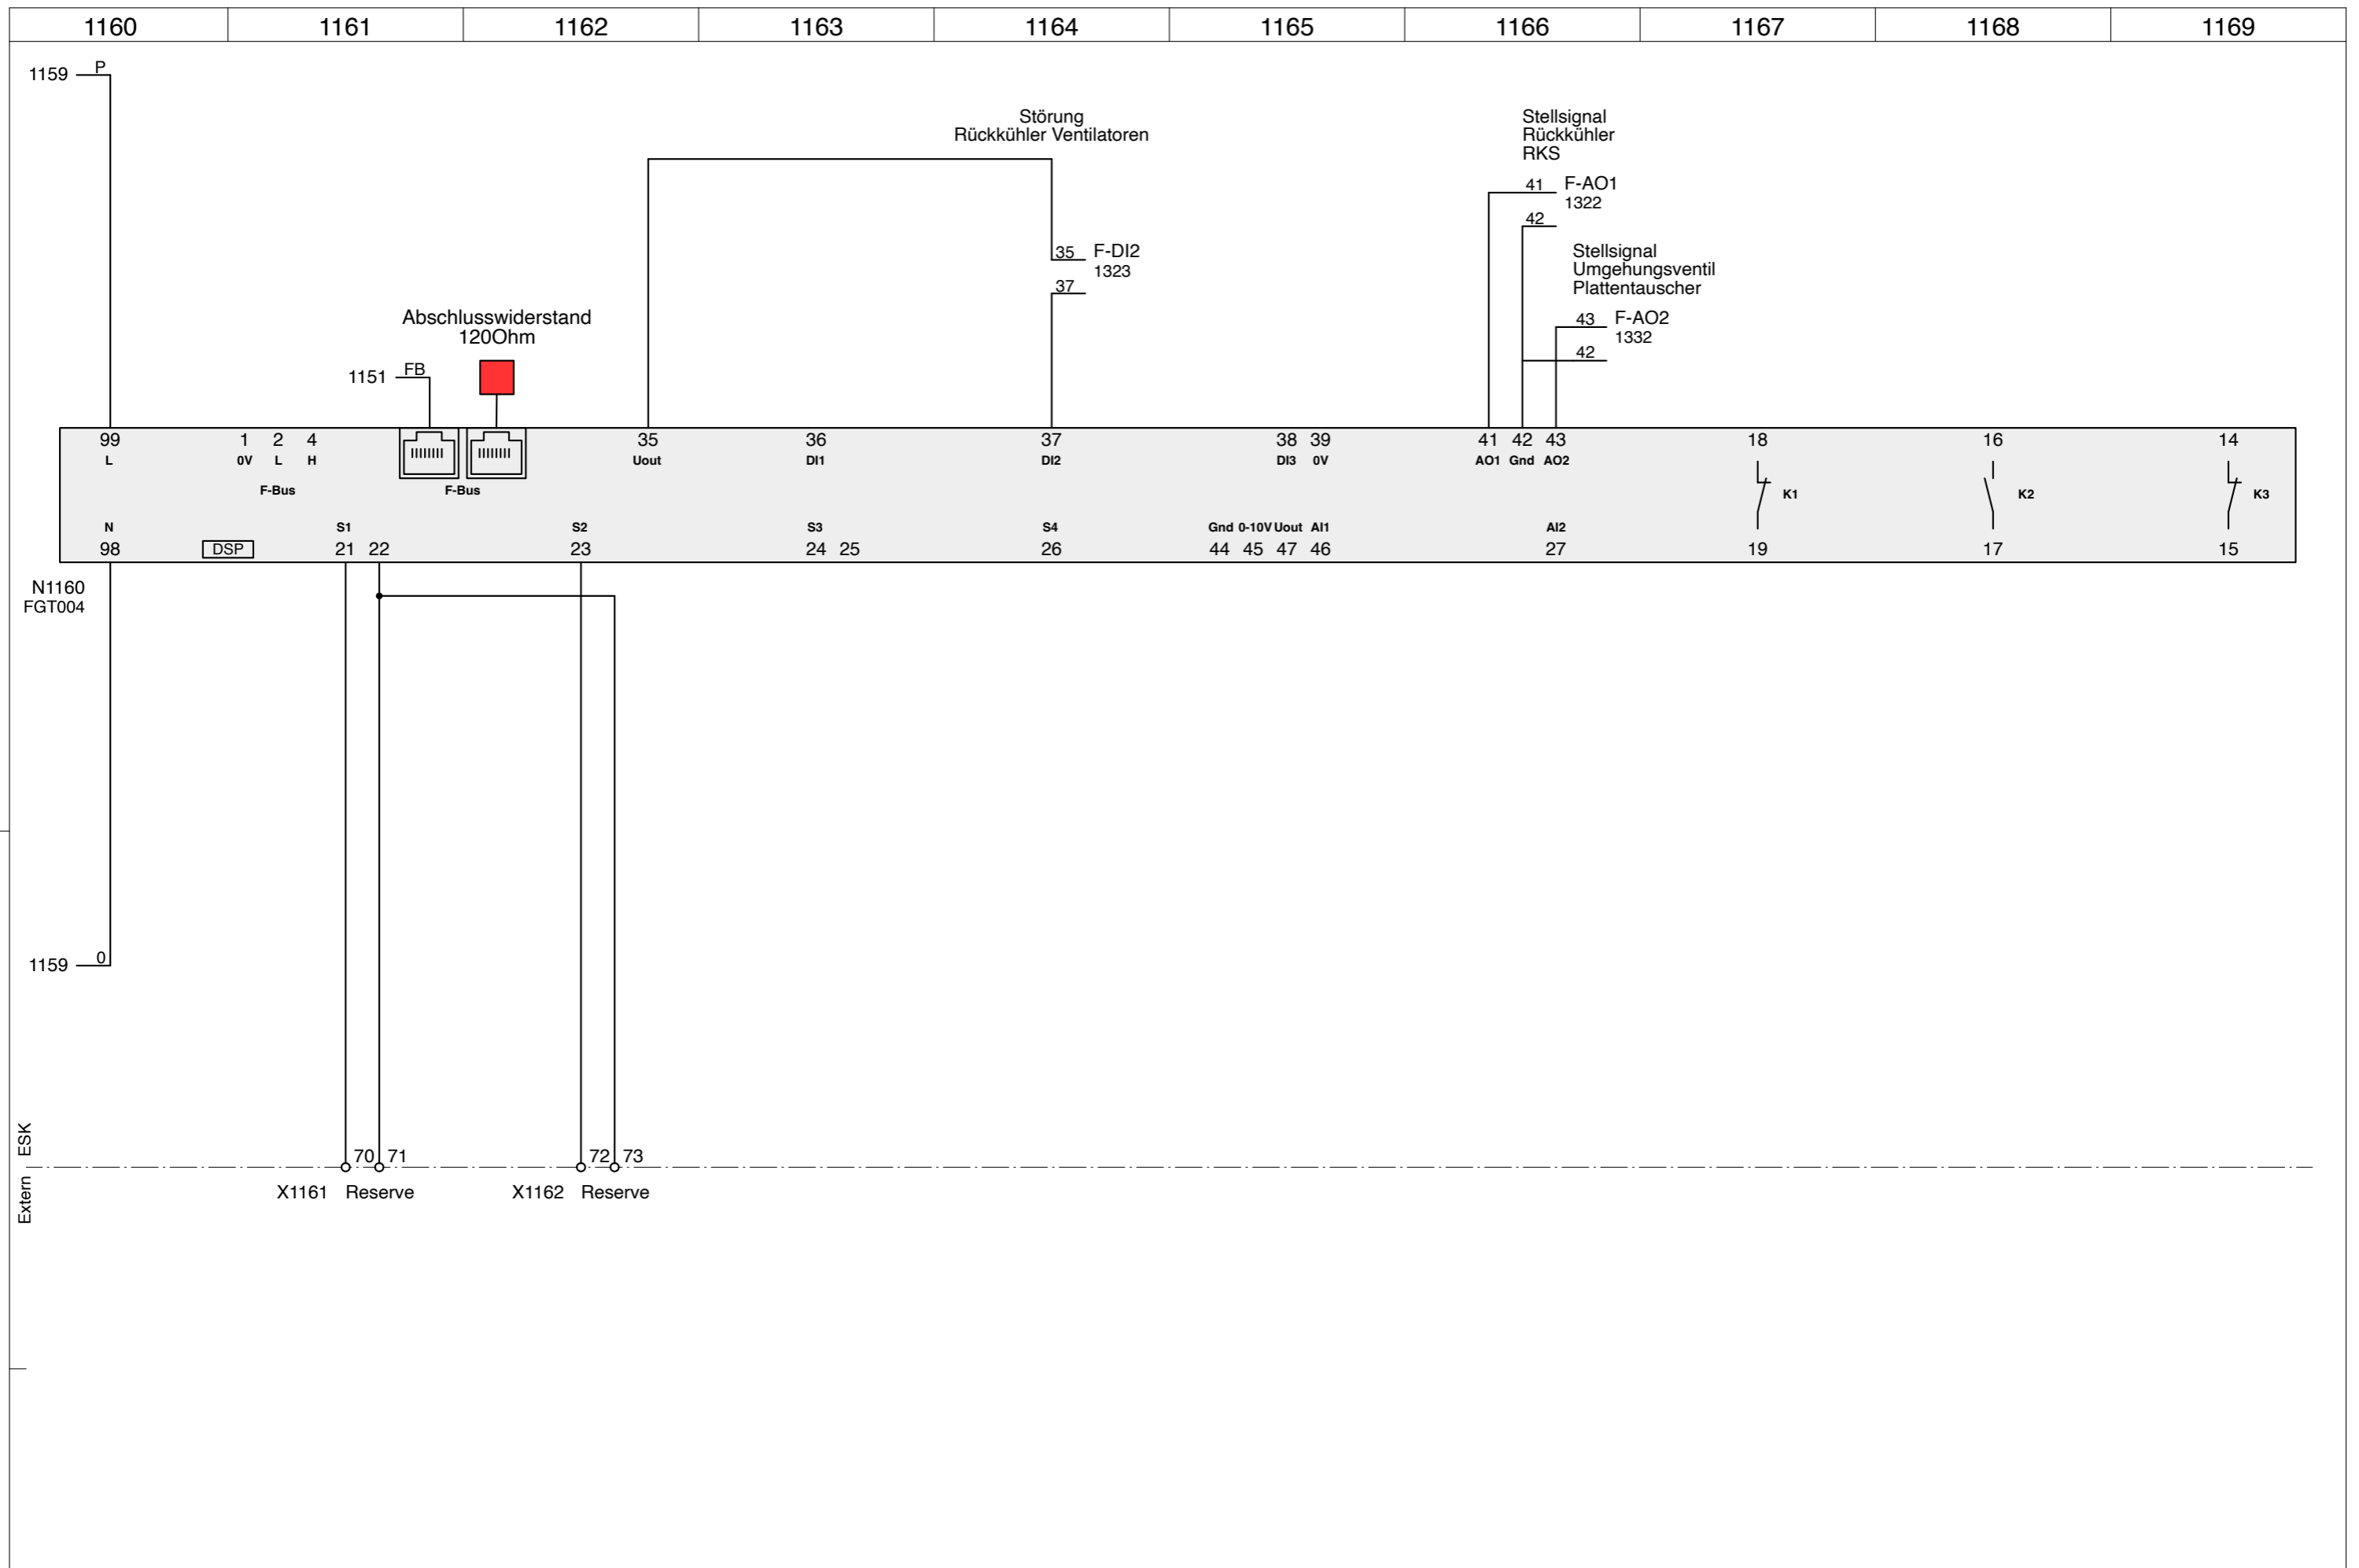 1160 1161 1162 1163 1164 1165 1166 1167 1168 1169
1159 P
Störung
Rückkühler Ventilatoren
Stellsignal
Rückkühler
RKS
41 F-AO1
1322
42
35 F-DI2
1323
37
Stellsignal
Umgehungsventil
Plattentauscher
43 F-AO2
1332
42
Abschlusswiderstand
120Ohm
1151 FB
99 1 2 4 35 36 37 38 39 41 42 43 18 16 14
L 0V L H Uout DI1 DI2 DI3 0V AO1 Gnd AO2
F-Bus F-Bus K1 K2 K3
N S1 S2 S3 S4 Gnd 0-10V Uout AI1 AI2
98 DSP 21 22 23 24 25 26 44 45 47 46 27 19 17 15
N1160
FGT004
1159 0
ESK
70 71 72 73
Extern
X1161 Reserve X1162 Reserve